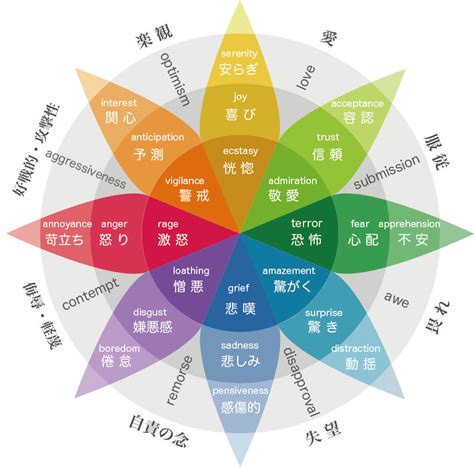 楽観
optimism
愛
love
serenity
安らぎ
joy
喜び
ecstasy
恍惚
interest
関心
anticipation
予測
vigilance
警戒
acceptance
容認
trust
信頼
admiration
敬愛
好戦的・攻撃性
aggressiveness
服従
submission
annoyance
苛立ち
anger
怒り
rage
激怒
terror
恐怖
fear
心配
apprehension
不安
侮辱・軽蔑
contempt
畏れ
awe
loathing
憎悪
disgust
嫌悪感
boredom
倦怠
grief
悲嘆
sadness
悲しみ
pensiveness
感傷的
amazement
驚がく
surprise
驚き
distraction
動揺
自責の念
remorse
失望
disapproval